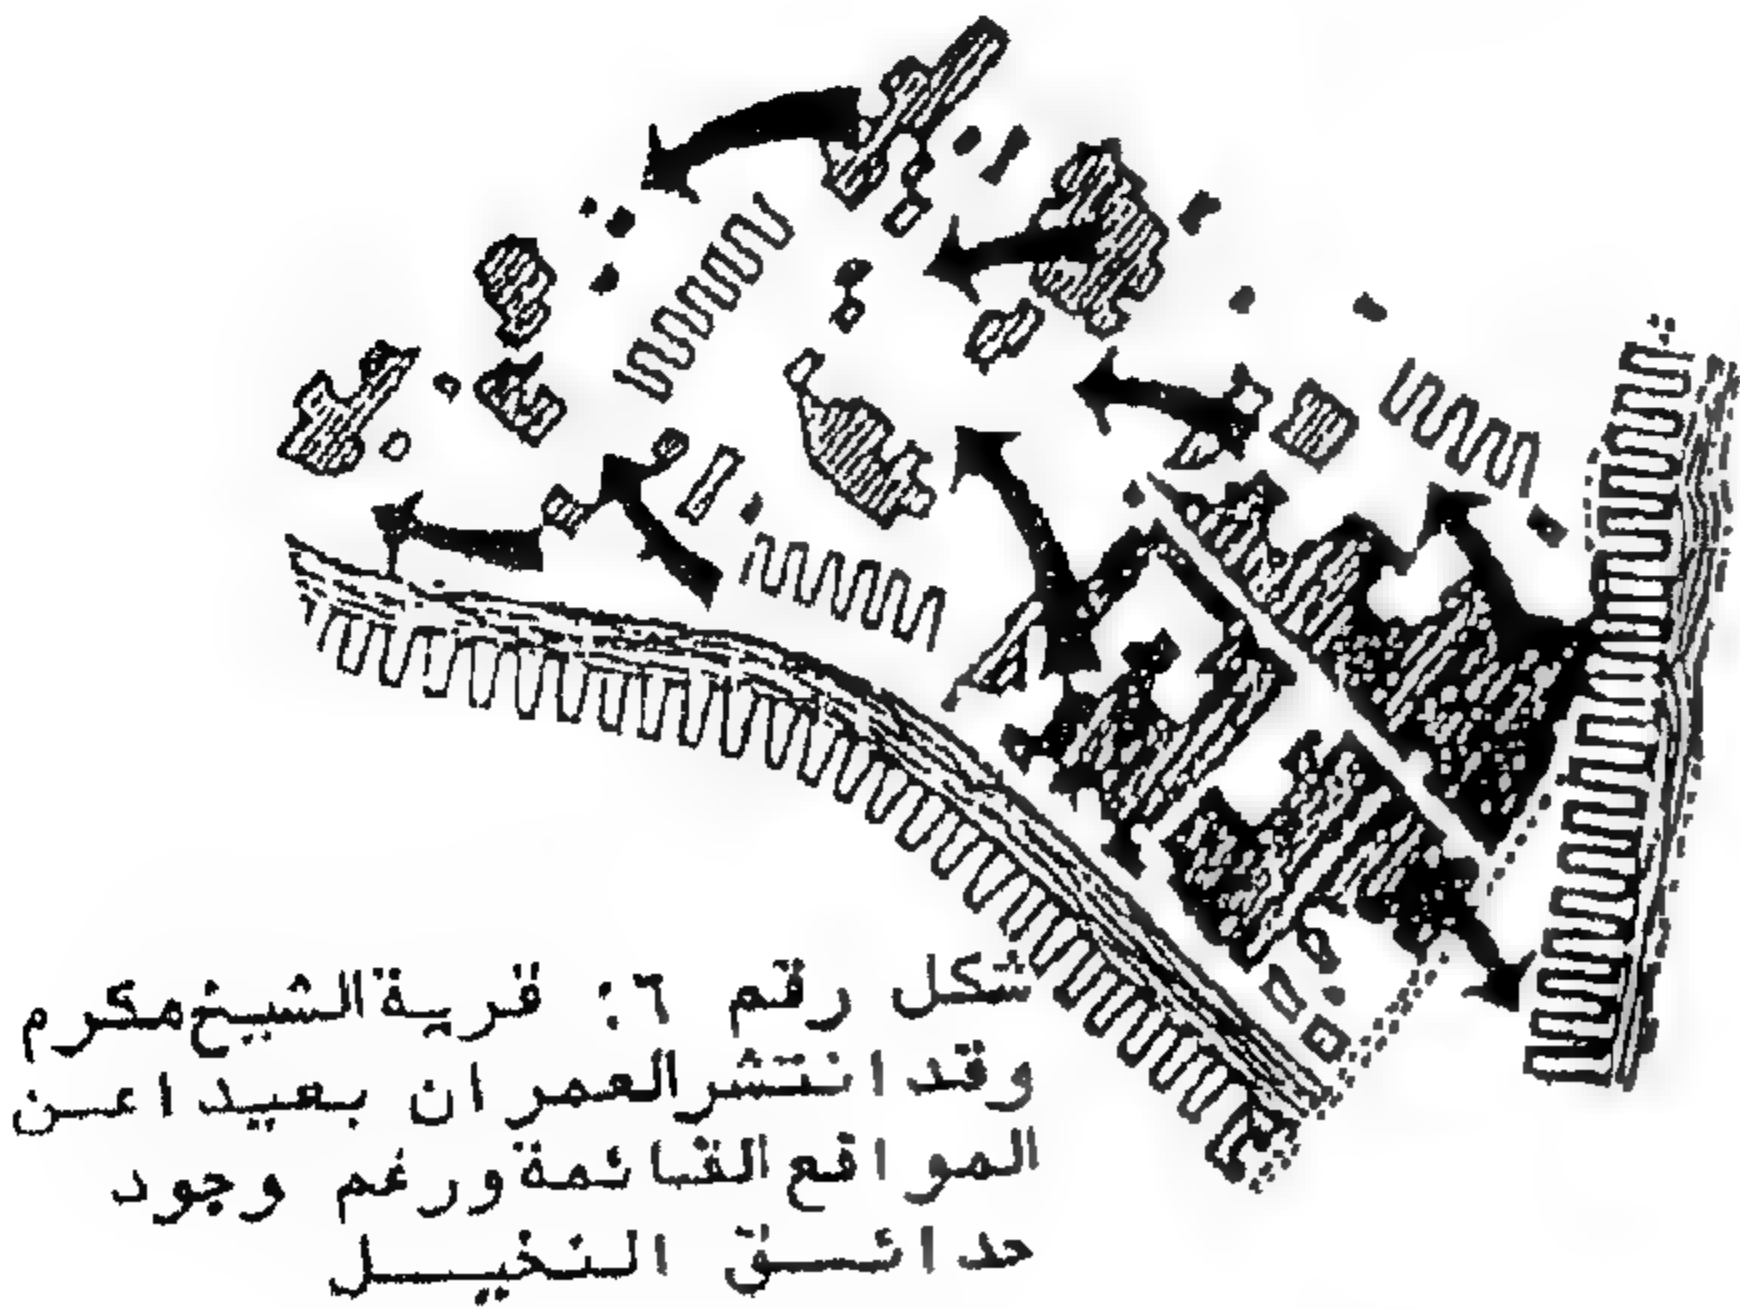 شكل رقم ٦: قرية الشيخ مكرم
وقد انتشر العمران بعيدا عن
المواقع القائمة ورغم وجود
حدائق النخيل